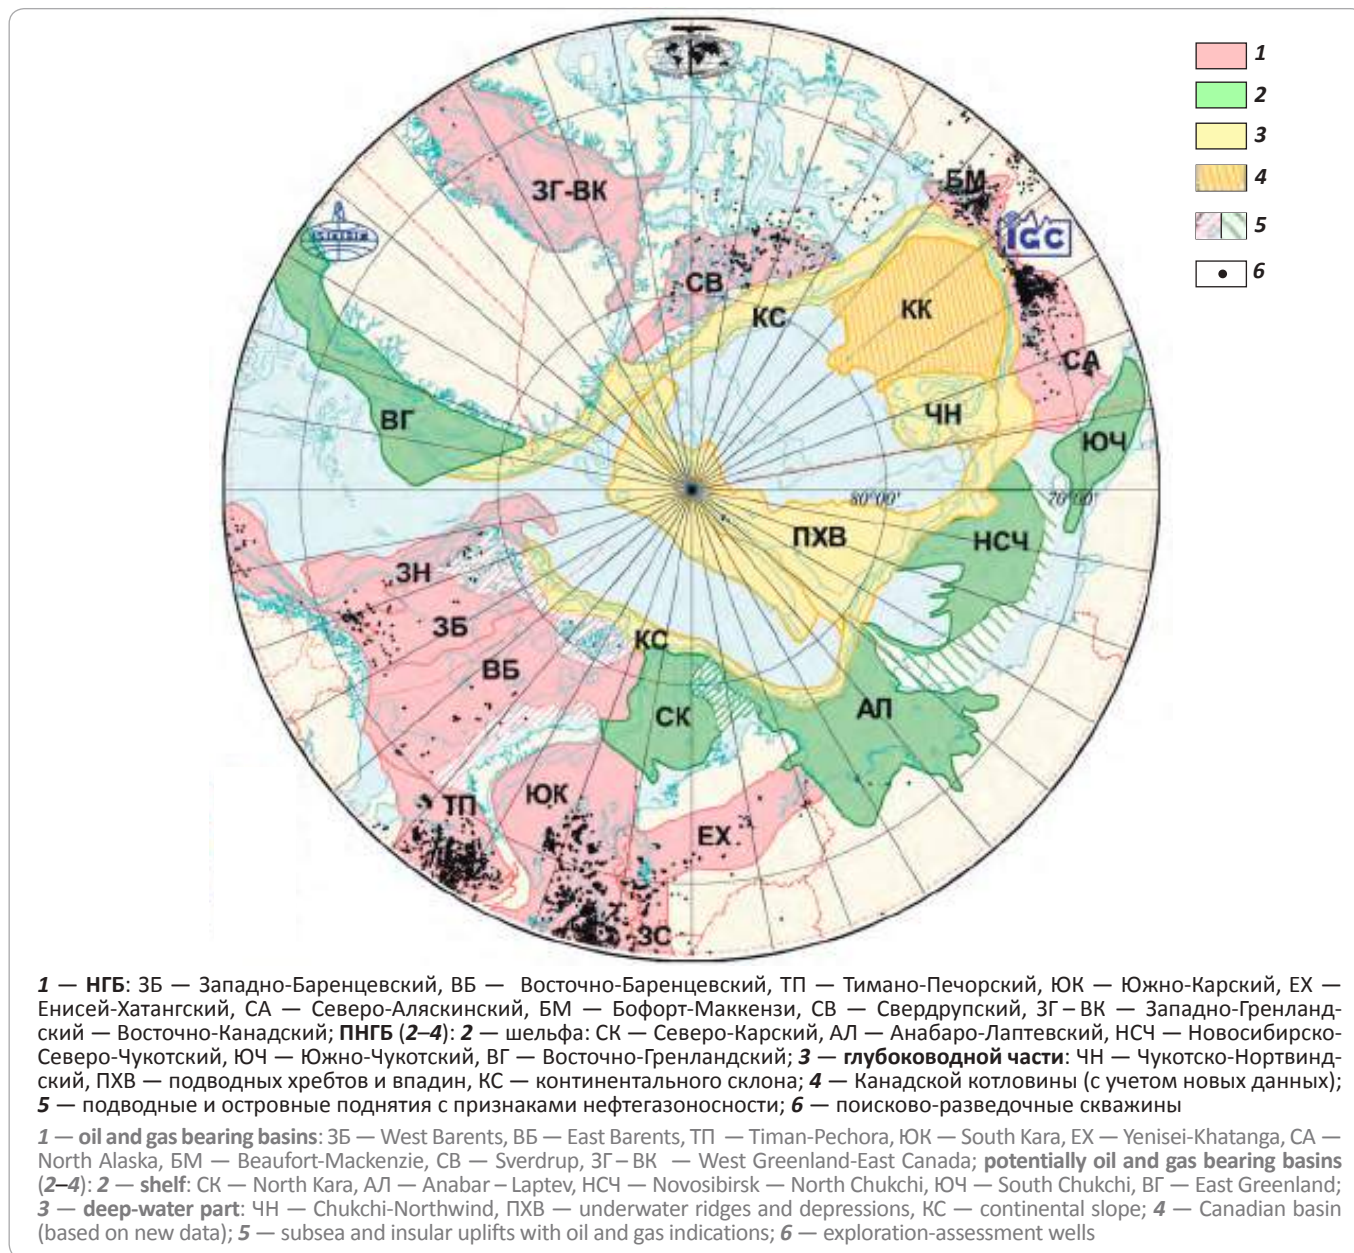 1
2
3
4
5
6
БМ
ЗГ-ВК
IGC
СВ
КС
КК
СА
ЧН
ВГ
ЮЧ
80°00'
70°00'
ПХВ
НСЧ
ЗН
ЗБ
КС
ВБ
СК
АЛ
ТП
ЮК
ЕХ
ЗС
1 — НГБ: ЗБ — Западно-Баренцевский, ВБ — Восточно-Баренцевский, ТП — Тимано-Печорский, ЮК — Южно-Карский, ЕХ —
Енисей-Хатангский, СА — Северо-Аляскинский, БМ — Бофорт-Маккензи, СВ — Свердрупский, ЗГ – ВК — Западно-Гренланд-
ский — Восточно-Канадский; ПНГБ (2–4): 2 — шельфа: СК — Северо-Карский, АЛ — Анабаро-Лаптевский, НСЧ — Новосибирско-
Северо-Чукотский, ЮЧ — Южно-Чукотский, ВГ — Восточно-Гренландский; 3 — глубоководной части: ЧН — Чукотско-Нортвинд-
ский, ПХВ — подводных хребтов и впадин, КС — континентального склона; 4 — Канадской котловины (с учетом новых данных);
5 — подводные и островные поднятия с признаками нефтегазоносности; 6 — поисково-разведочные скважины
1 — oil and gas bearing basins: ЗБ — West Barents, ВБ — East Barents, ТП — Timan-Pechora, ЮК — South Kara, ЕХ — Yenisei-Khatanga, СА —
North Alaska, БМ — Beaufort-Mackenzie, СВ — Sverdrup, ЗГ – ВК — West Greenland-East Canada; potentially oil and gas bearing basins
(2–4): 2 — shelf: СК — North Kara, АЛ — Anabar – Laptev, НСЧ — Novosibirsk — North Chukchi, ЮЧ — South Chukchi, ВГ — East Greenland;
3 — deep-water part: ЧН — Chukchi-Northwind, ПХВ — underwater ridges and depressions, КС — continental slope; 4 — Canadian basin
(based on new data); 5 — subsea and insular uplifts with oil and gas indications; 6 — exploration-assessment wells